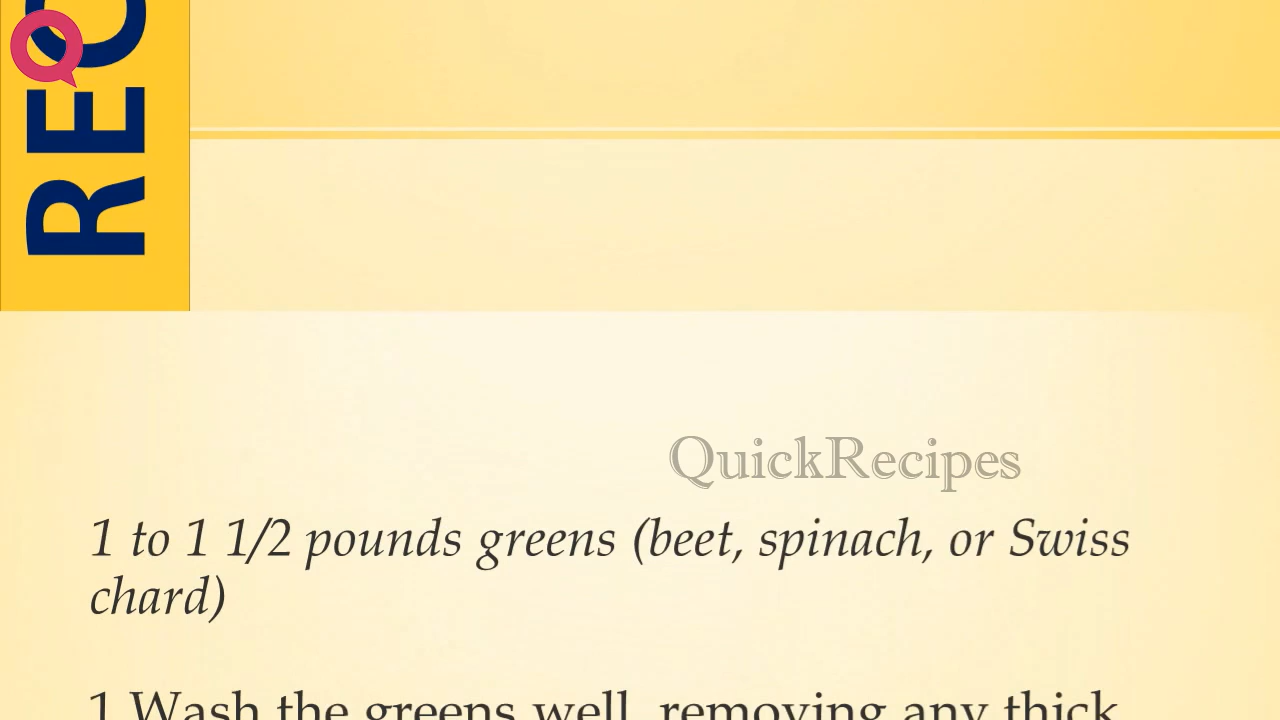 REC
QuickRecipes
1 to 1 1/2 pounds greens (beet, spinach, or Swiss
chard)
1 Wash the greens well, removing any thick